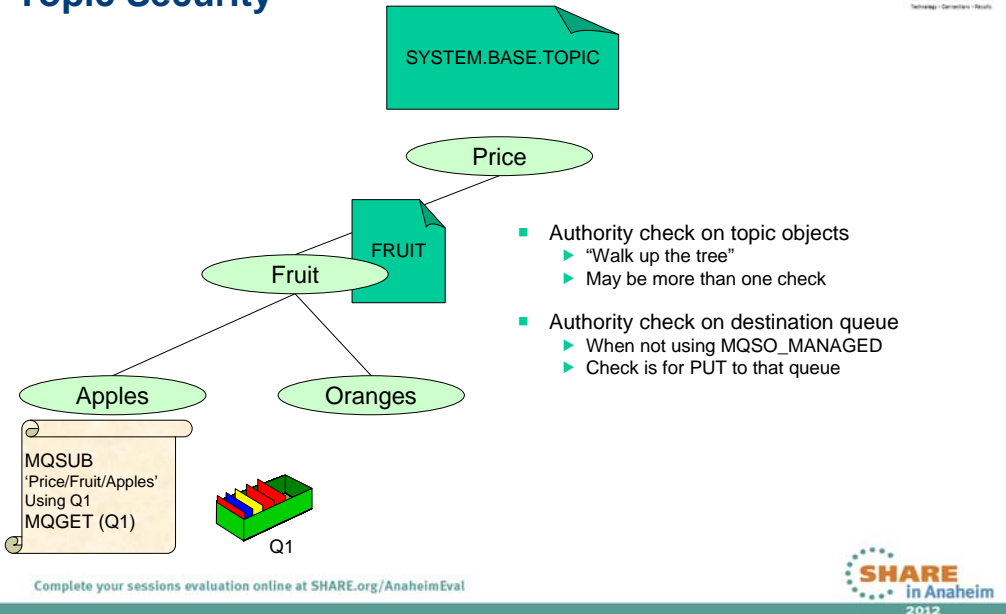 Topic Security
Technology - Connections - Results
SYSTEM.BASE.TOPIC
Price
FRUIT
Fruit
Apples
Oranges
Authority check on topic objects
“Walk up the tree”
May be more than one check
Authority check on destination queue
When not using MQSO_MANAGED
Check is for PUT to that queue
MQSUB
‘Price/Fruit/Apples’
Using Q1
MQGET (Q1)
Q1
Complete your sessions evaluation online at SHARE.org/AnaheimEval
SHARE
in Anaheim
2012